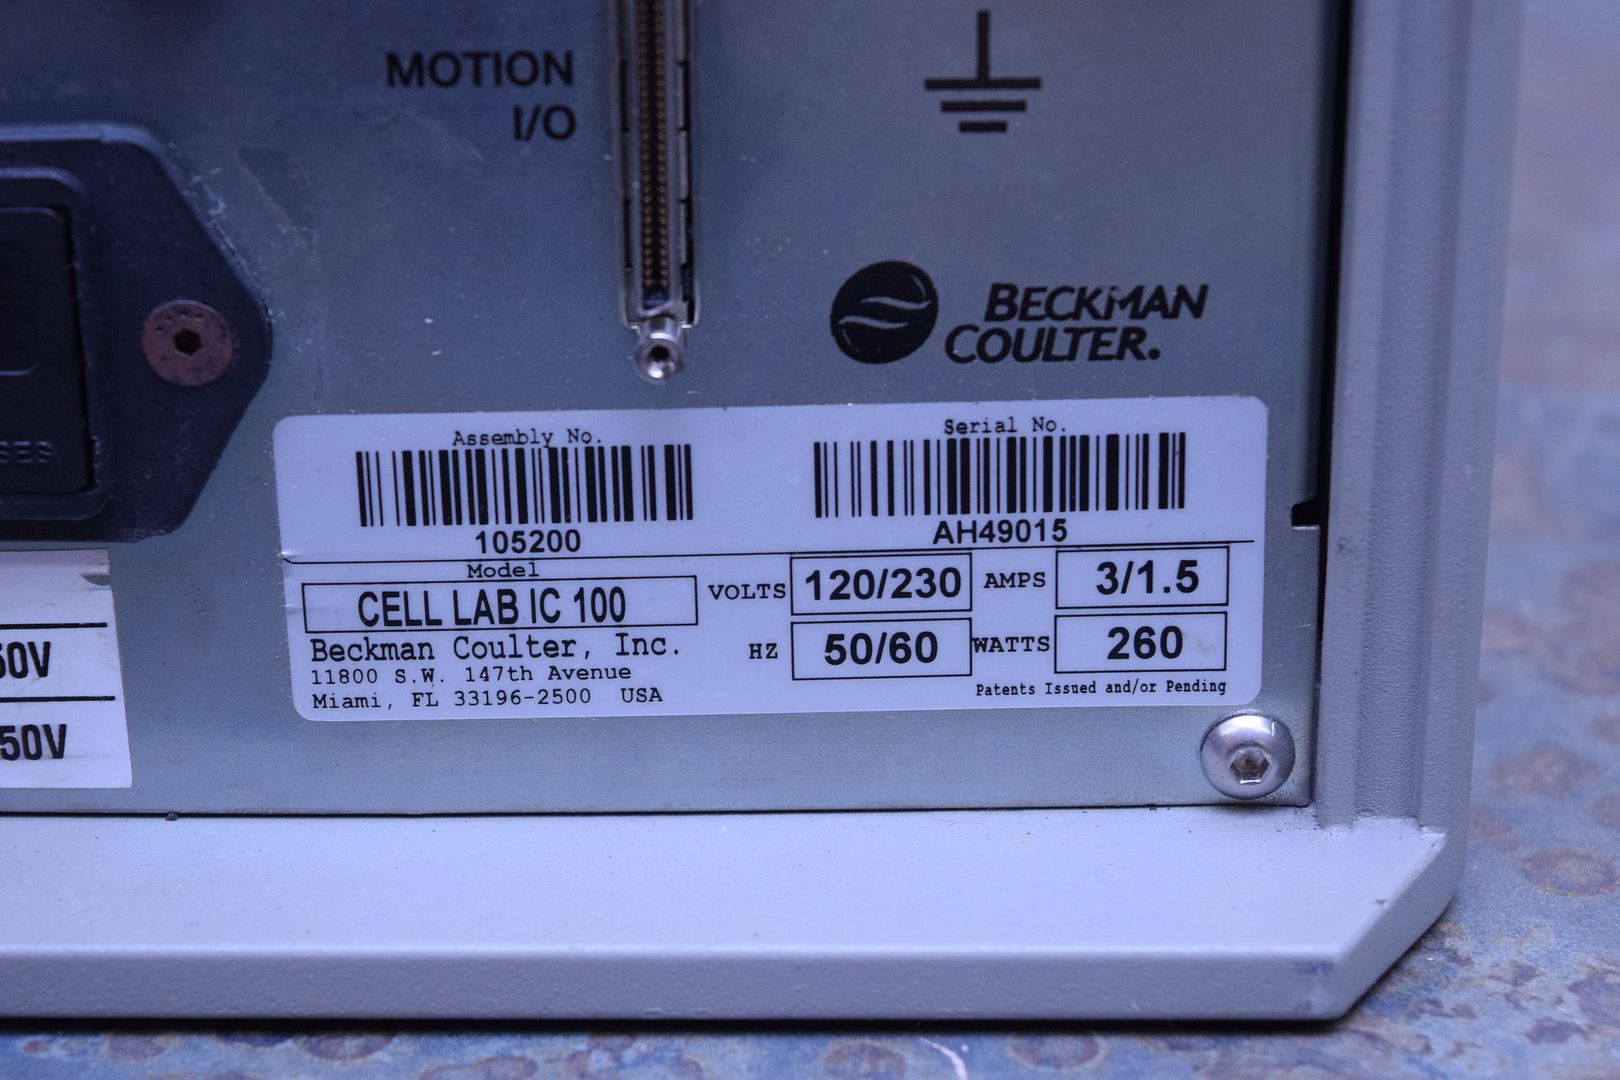 MOTION
I/O
BECKMAN
COULTER.
Assembly No.
105200
Serial No.
AH49015
Model
CELL LAB IC 100
VOLTS 120/230 AMPS 3/1.5
HZ 50/60 WATTS 260
Beckman Coulter, Inc.
11800 S.W. 147th Avenue
Miami, FL 33196-2500 USA
Patents Issued and/or Pending
50V
50V